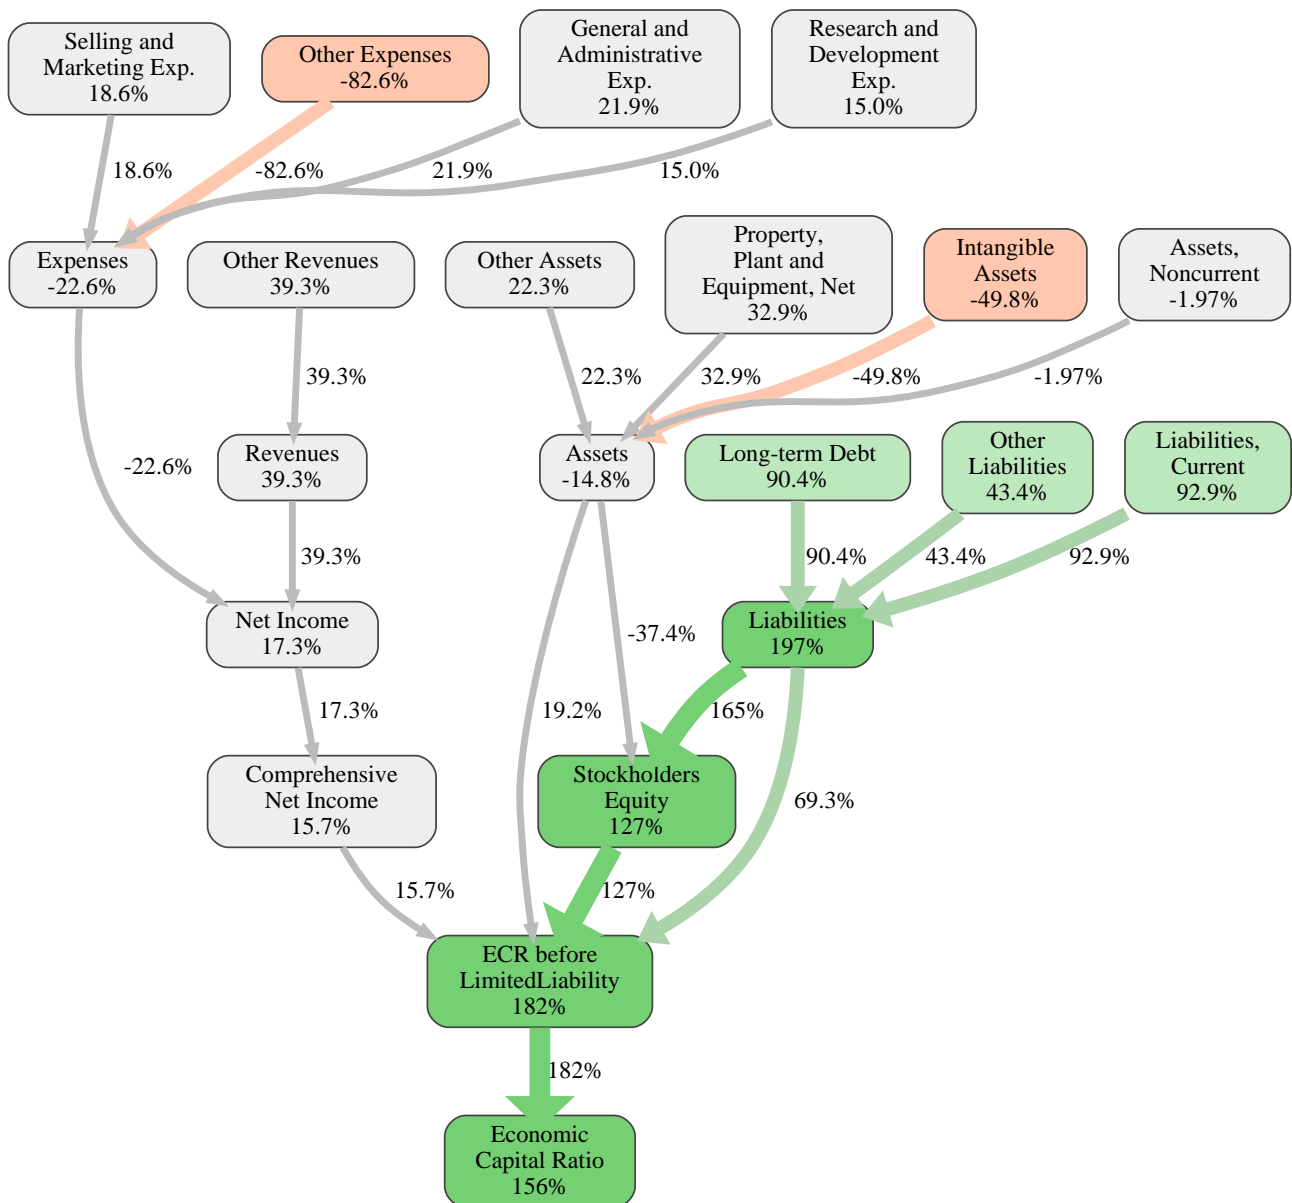 Selling and
Marketing Exp.
18.6%
Other Expenses
-82.6%
General and
Administrative
Exp.
21.9%
Research and
Development
Exp.
15.0%
18.6%
-82.6%
21.9%
15.0%
Expenses
-22.6%
Other Revenues
39.3%
Other Assets
22.3%
Property,
Plant and
Equipment, Net
32.9%
Intangible
Assets
-49.8%
Assets,
Noncurrent
-1.97%
39.3%
22.3%
32.9%
-49.8%
-1.97%
-22.6%
Revenues
39.3%
Assets
-14.8%
Long-term Debt
90.4%
Other
Liabilities
43.4%
Liabilities,
Current
92.9%
39.3%
90.4%
43.4%
92.9%
Net Income
17.3%
-37.4%
Liabilities
197%
17.3%
19.2%
165%
Comprehensive
Net Income
15.7%
Stockholders
Equity
127%
69.3%
15.7%
127%
ECR before
LimitedLiability
182%
182%
Economic
Capital Ratio
156%